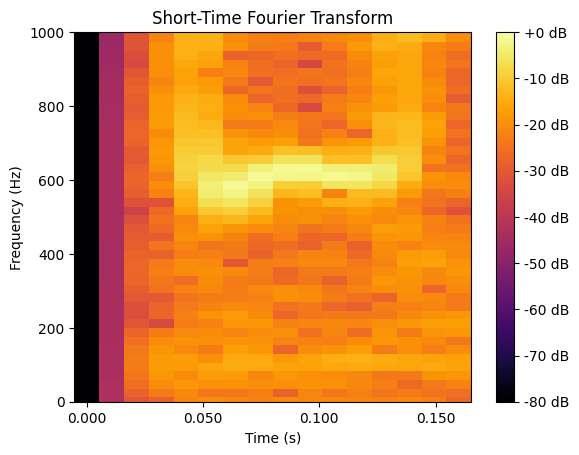 Short-Time Fourier Transform
1000
800
600
400
200
0
Frequency (Hz)
0.000
0.050
0.100
0.150
Time (s)
+0 dB
-10 dB
-20 dB
-30 dB
-40 dB
-50 dB
-60 dB
-70 dB
-80 dB